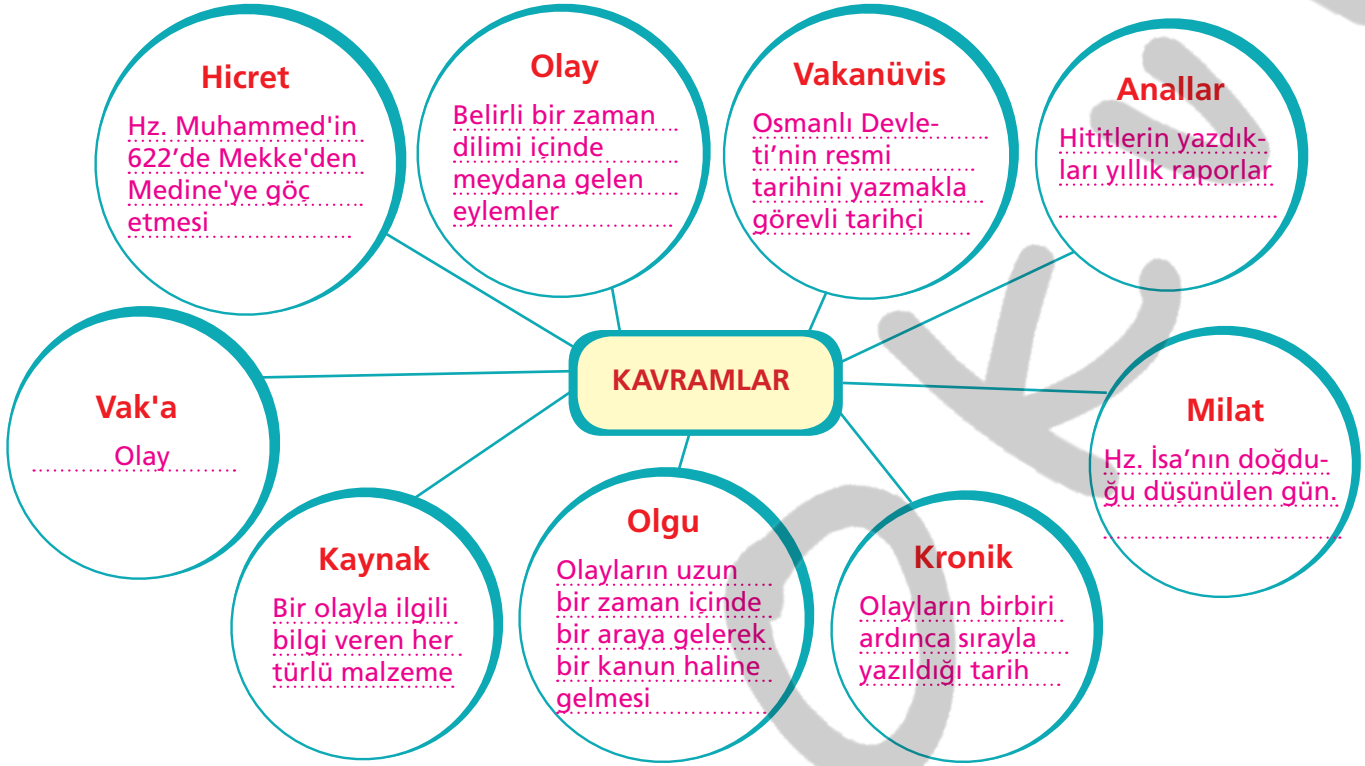 Hicret
Hz. Muhammed'in
622’de Mekke'den
Medine'ye göç
etmesi
Olay
Belirli bir zaman
dilimi içinde
meydana gelen
eylemler
Vakanüvis
Osmanlı Devle-
ti’nin resmi
tarihini yazmakla
görevli tarihçi
Anallar
Hititlerin yazdık-
ları yıllık raporlar
KAVRAMLAR
Vak'a
Olay
Milat
Hz. İsa’nın doğdu-
ğu düşünülen gün.
Kaynak
Bir olayla ilgili
bilgi veren her
türlü malzeme
Olgu
Olayların uzun
bir zaman içinde
bir araya gelerek
bir kanun haline
gelmesi
Kronik
Olayların birbiri
ardınca sırayla
yazıldığı tarih